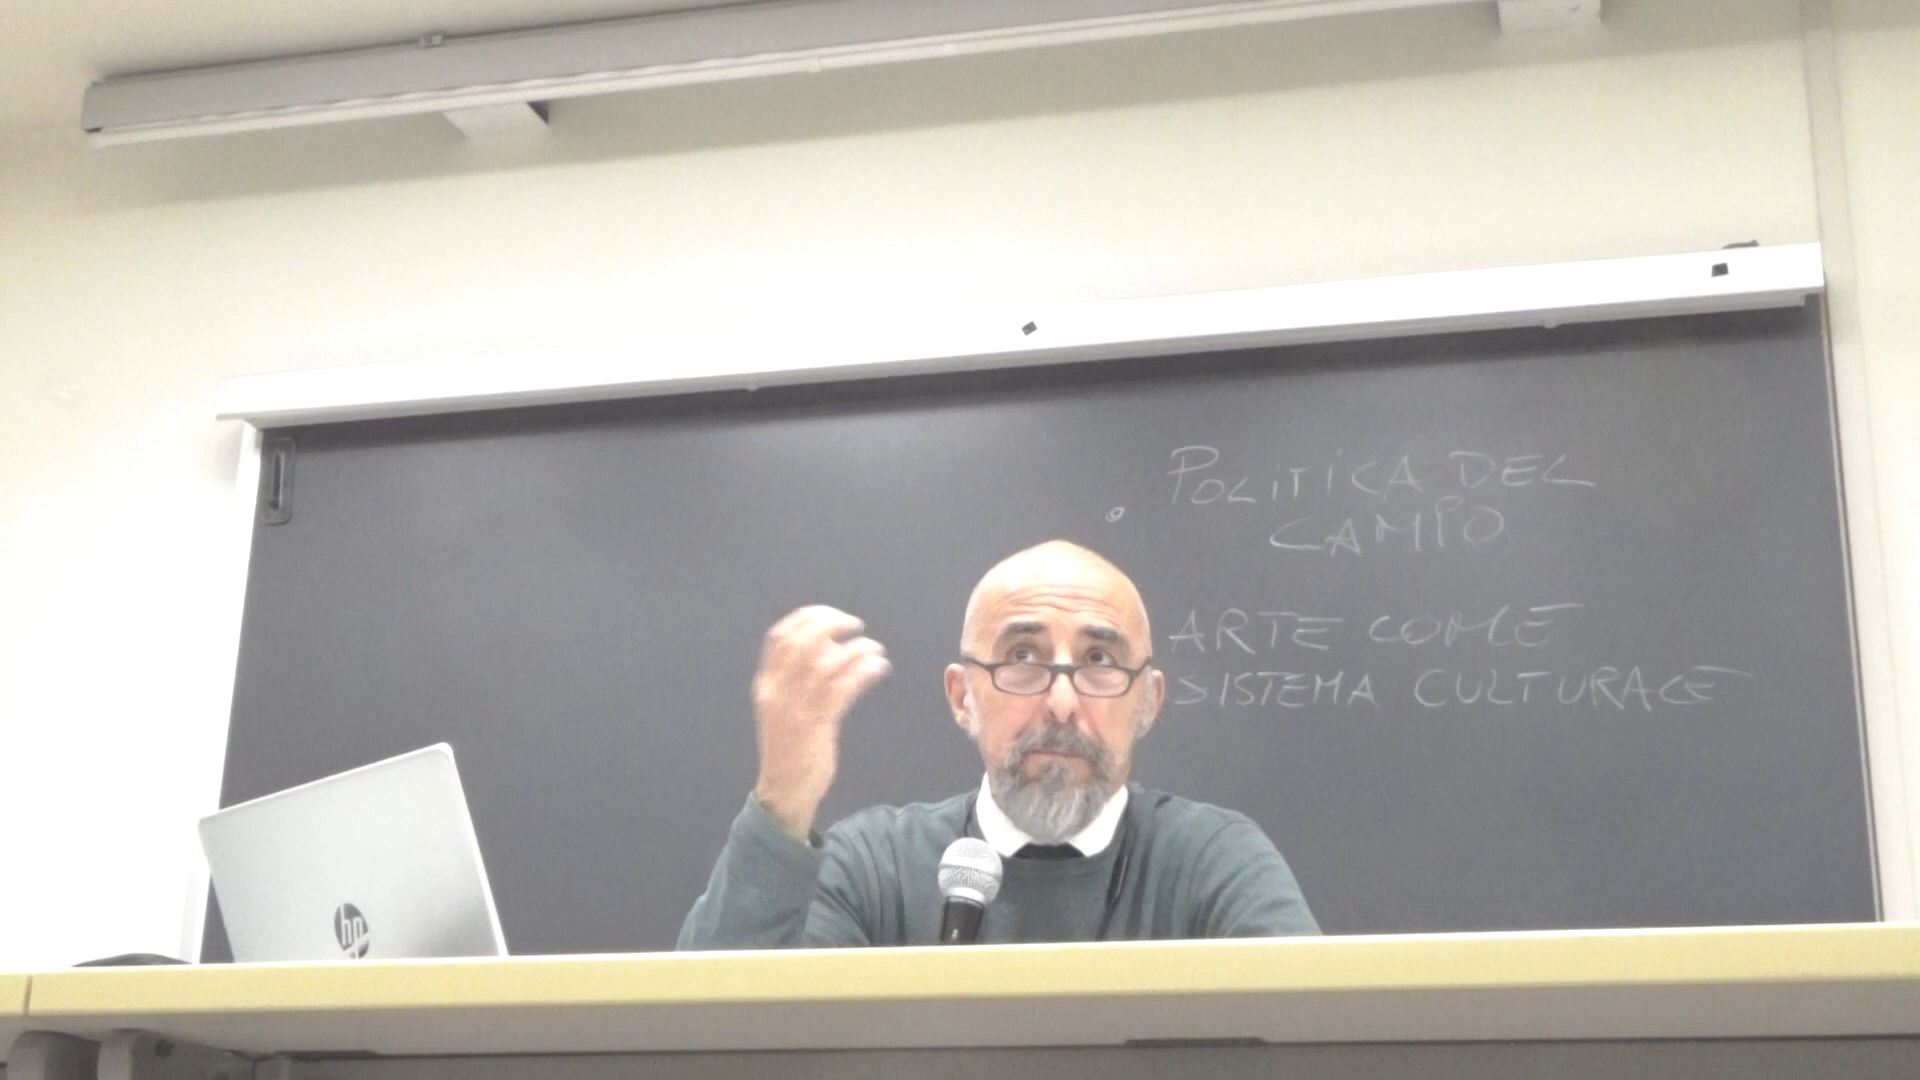 POLITICA DEL
CAMPO
ARTE COME
SISTEMA CULTURALE
hp